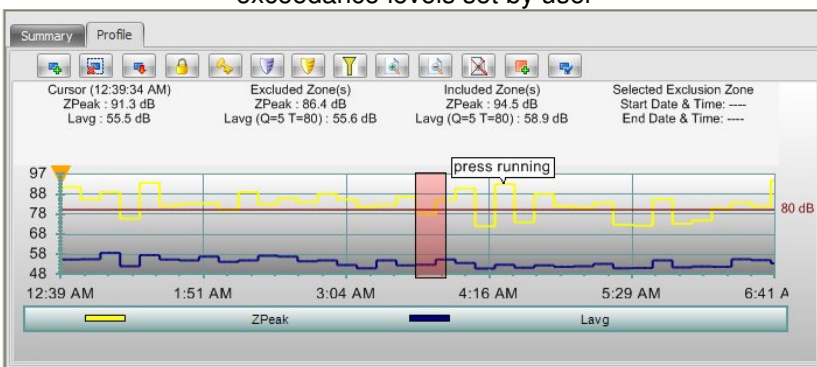 exceedance levels set by user
Summary Profile
Cursor (12:39:34 AM) Excluded Zone(s) Included Zone(s) Selected Exclusion Zone
ZPeak : 91.3 dB ZPeak : 86.4 dB ZPeak : 94.5 dB Start Date & Time: ----
Lavg : 55.5 dB Lavg (Q=5 T=80) : 55.6 dB Lavg (Q=5 T=80) : 58.9 dB End Date & Time: ----
press running
97
88
78
68
58
48
80 dB
12:39 AM 1:51 AM 3:04 AM 4:16 AM 5:29 AM 6:41 A
ZPeak Lavg